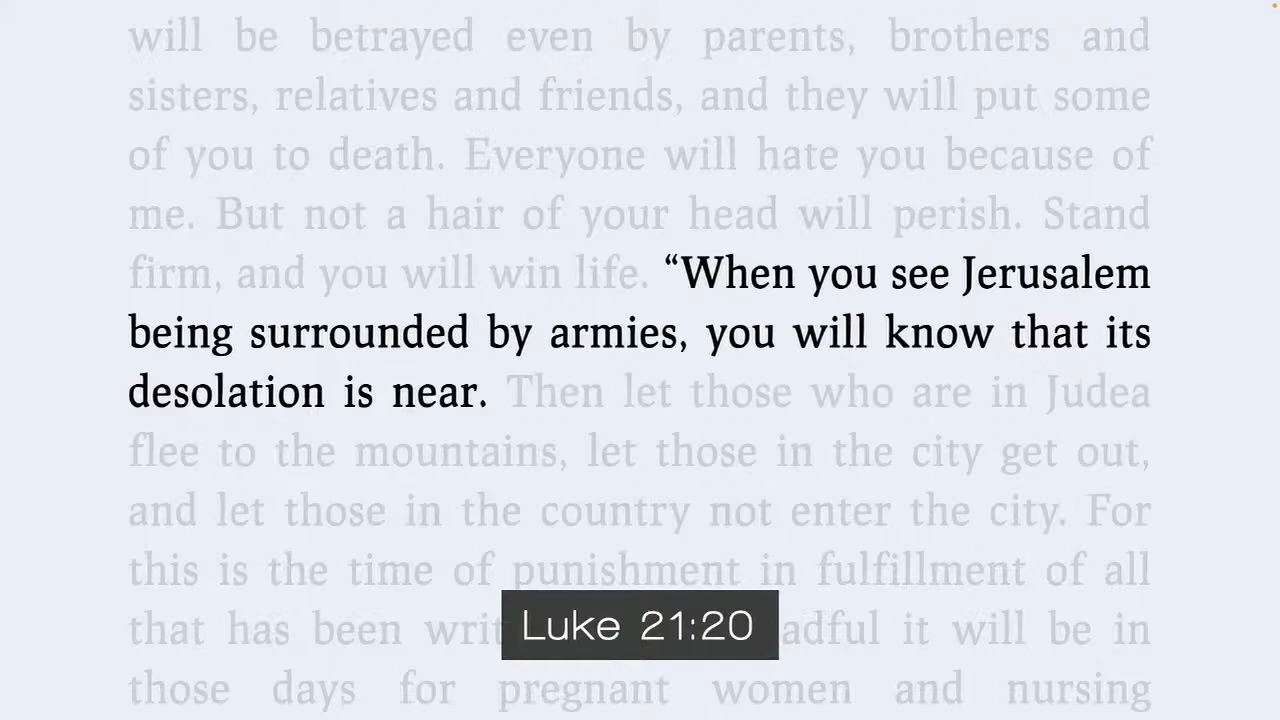 will be betrayed even by parents, brothers and
sisters, relatives and friends, and they will put some
of you to death. Everyone will hate you because of
me. But not a hair of your head will perish. Stand
firm, and you will win life. “When you see Jerusalem
being surrounded by armies, you will know that its
desolation is near. Then let those who are in Judea
flee to the mountains, let those in the city get out,
and let those in the country not enter the city. For
this is the time of punishment in fulfillment of all
that has been it will be in
Luke 21:20
those days for pregnant women and nursing